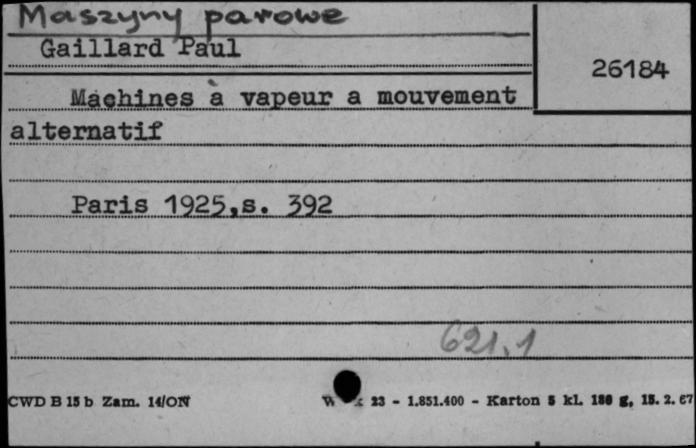 Maszyny parowe
Gaillard Paul
26184
Machines à vapeur a mouvement
alternatif
Paris 1925,s. 392
621.1
CWD B 15 b Zam. 14/ON
23 - 1.851.400 - Karton 5 kl. 180 g, 15. 2. 67